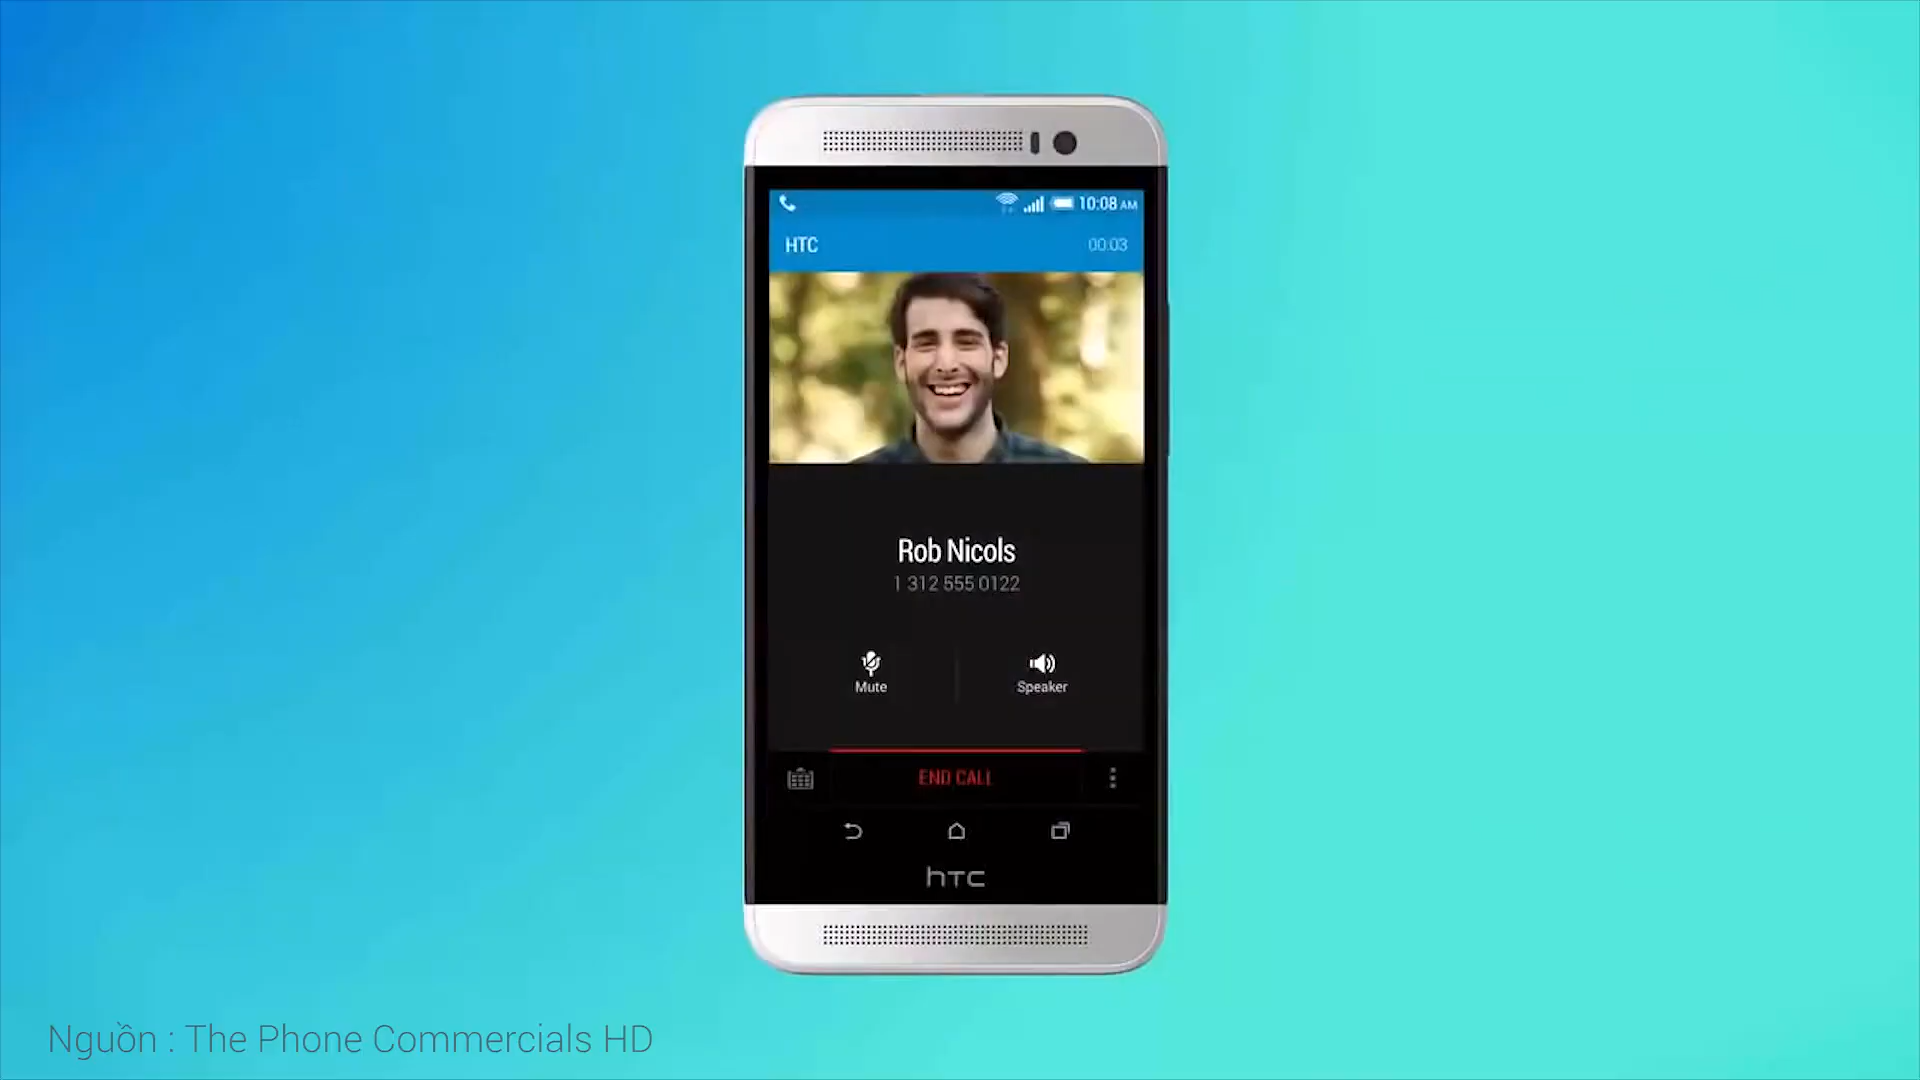 10:08 AM
HTC 00:03
Rob Nicols
1 312 555 0122
Mute Speaker
END CALL
hTC
Nguồn : The Phone Commercials HD